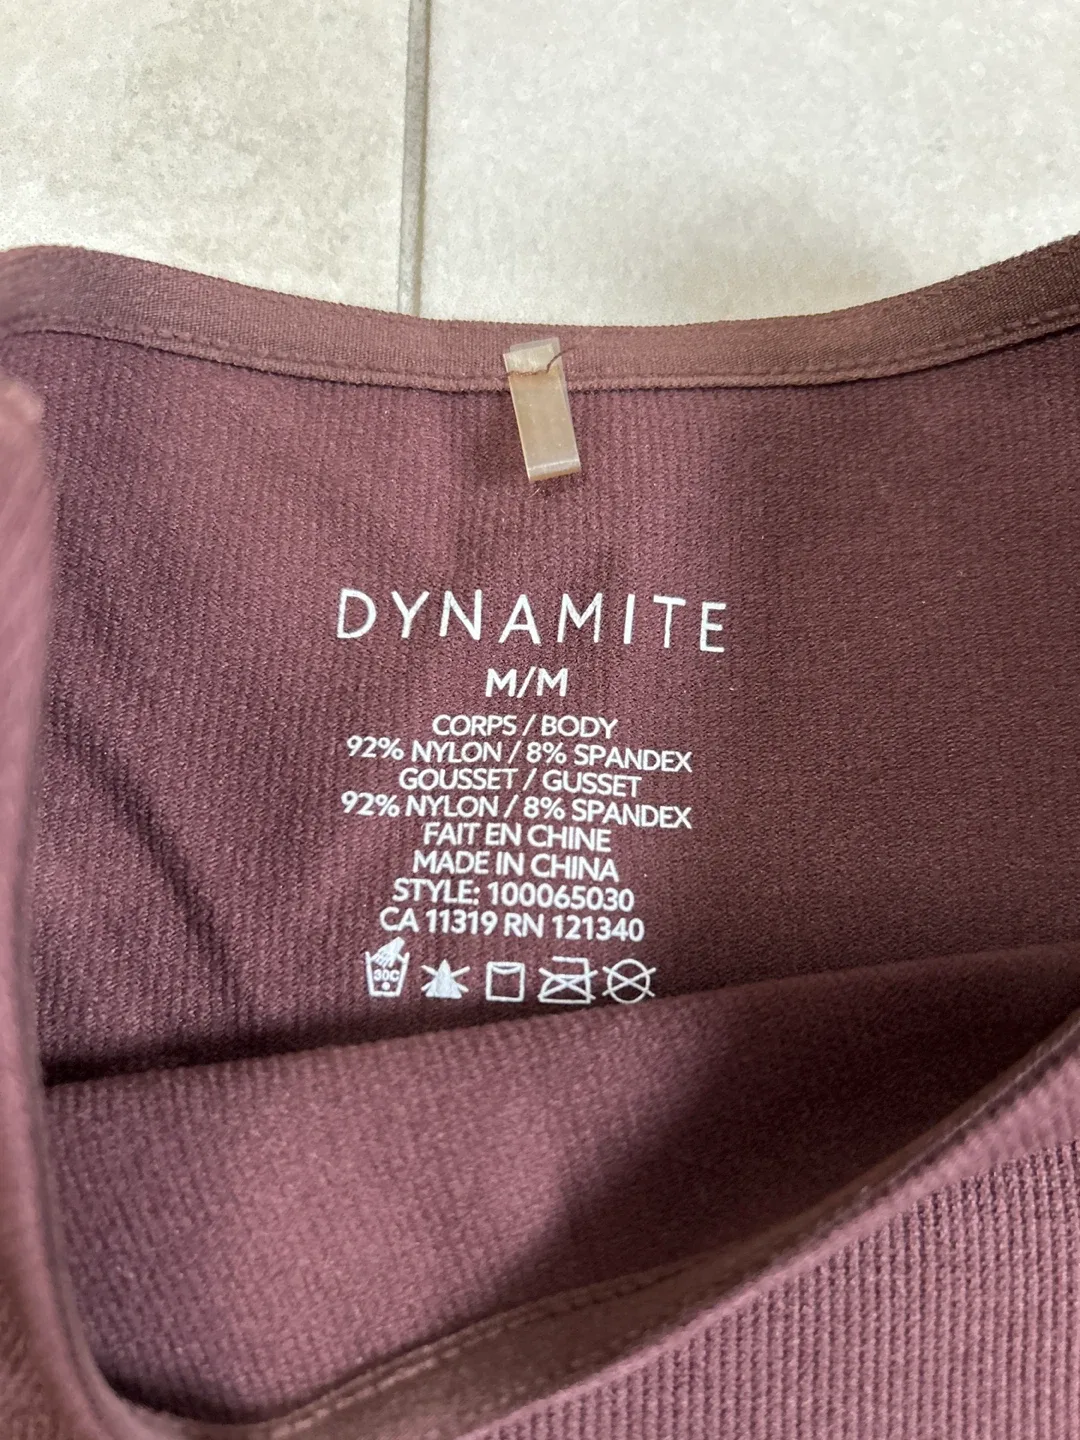 DYNAMITE
M/M
CORPS / BODY
92% NYLON / 8% SPANDEX
GOUSSET / GUSSET
92% NYLON / 8% SPANDEX
FAIT EN CHINE
MADE IN CHINA
STYLE: 100065030
CA 11319 RN 121340
30C